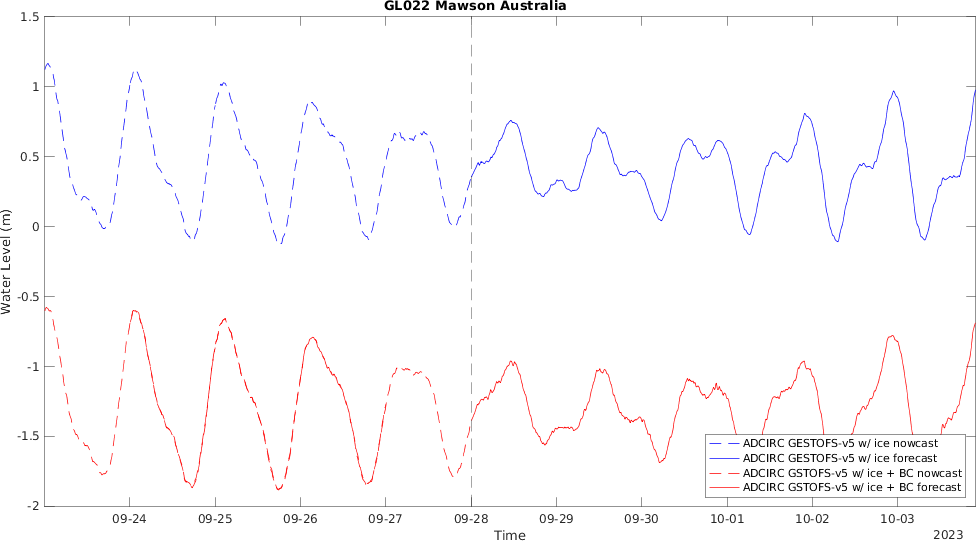 GL022 Mawson Australia
1.5
1
0.5
0
-0.5
-1
-1.5
-2
Water Level (m)
ADCIRC GESTOFS-v5 w/ ice nowcast
ADCIRC GESTOFS-v5 w/ ice forecast
ADCIRC GSTOFS-v5 w/ ice + BC nowcast
ADCIRC GSTOFS-v5 w/ ice + BC forecast
09-24 09-25 09-26 09-27 09-28 09-29 09-30 10-01 10-02 10-03
Time
2023